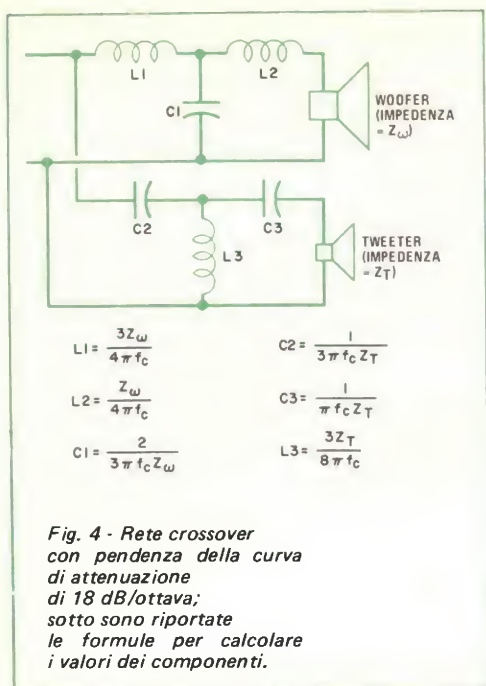 L1
L2
C1
WOOFER
(IMPEDENZA
= Zω)
C2
C3
L3
TWEETER
(IMPEDENZA
= ZT)
L1 = 3Zω / 4πfc
C2 = 1 / 3πfcZT
L2 = Zω / 4πfc
C3 = 1 / πfcZT
C1 = 2 / 3πfcZω
L3 = 3ZT / 8πfc
Fig. 4 - Rete crossover
con pendenza della curva
di attenuazione
di 18 dB/ottava;
sotto sono riportate
le formule per calcolare
i valori dei componenti.